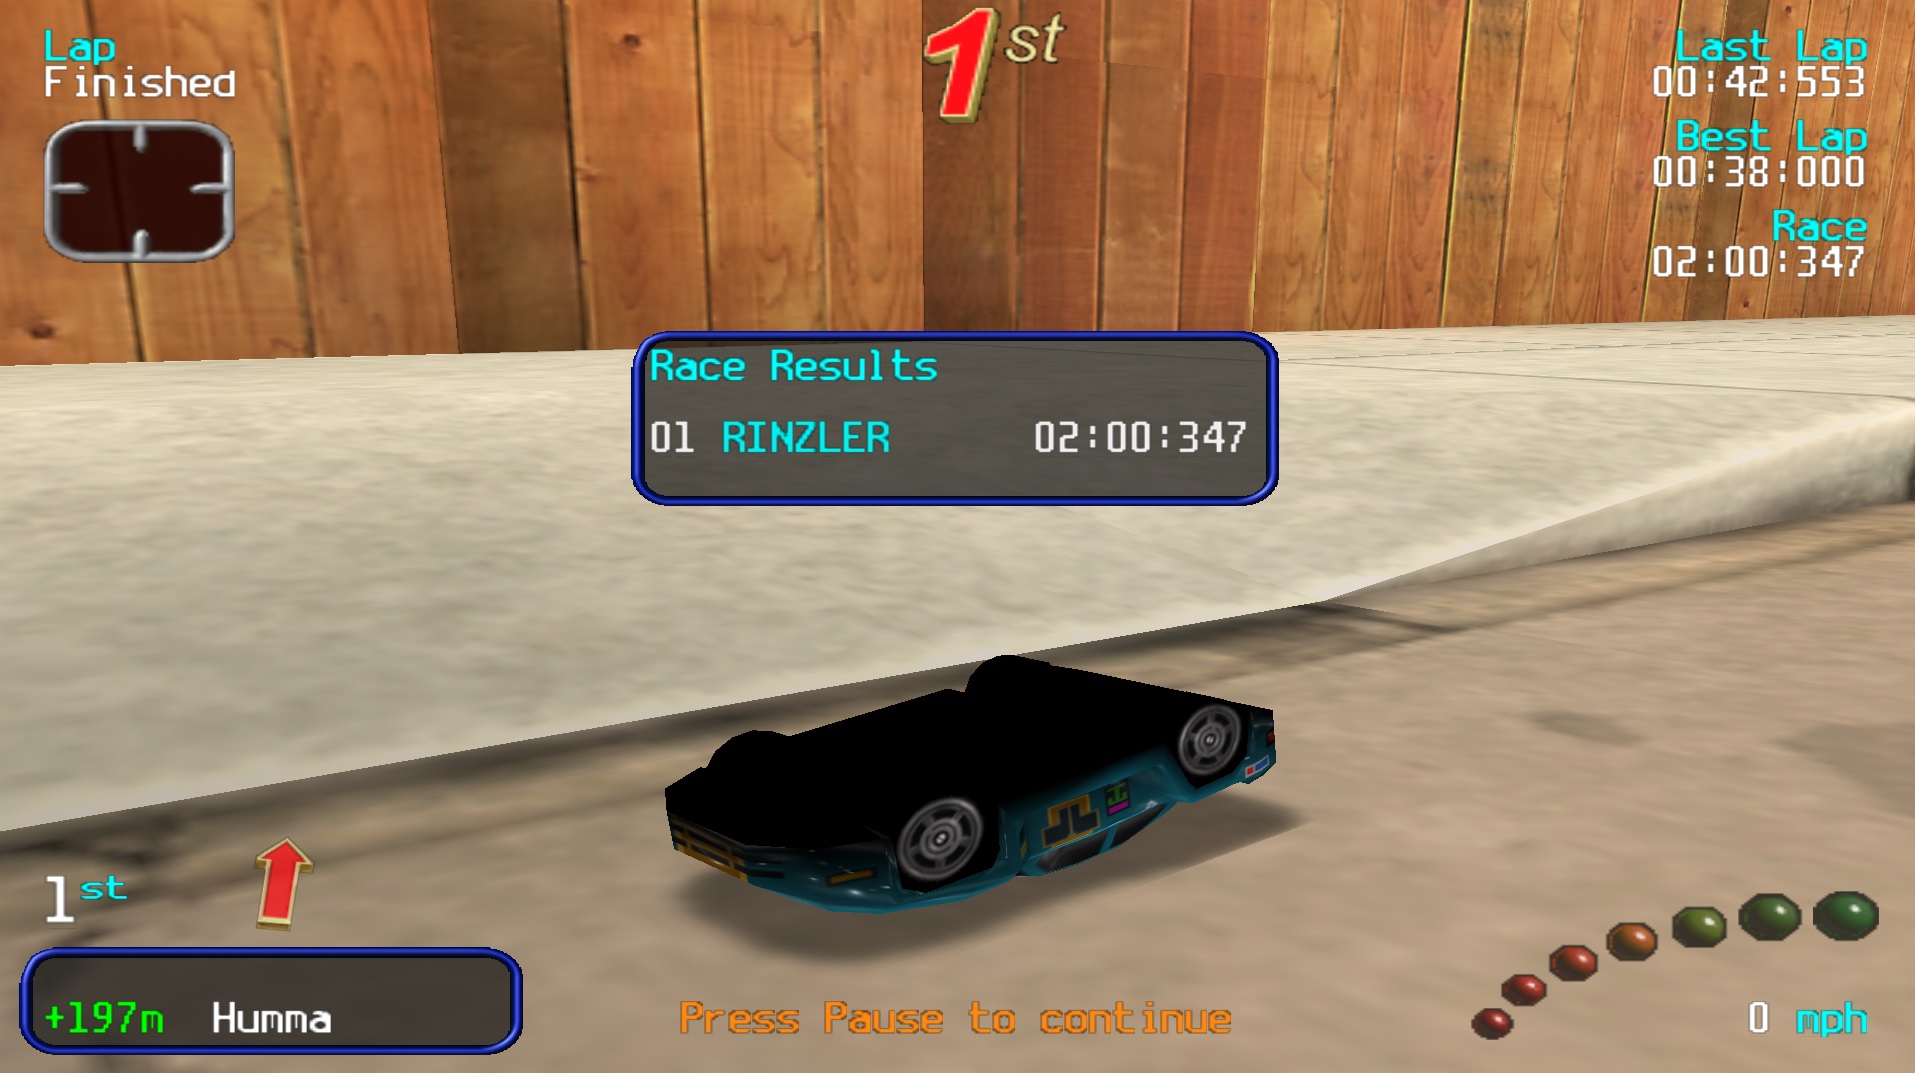 Lap
Finished
1st
Last Lap
00:42:553
Best Lap
00:38:000
Race
02:00:347
Race Results
01 RINZLER 02:00:347
1st
+197m Humma
Press Pause to continue
0 mph